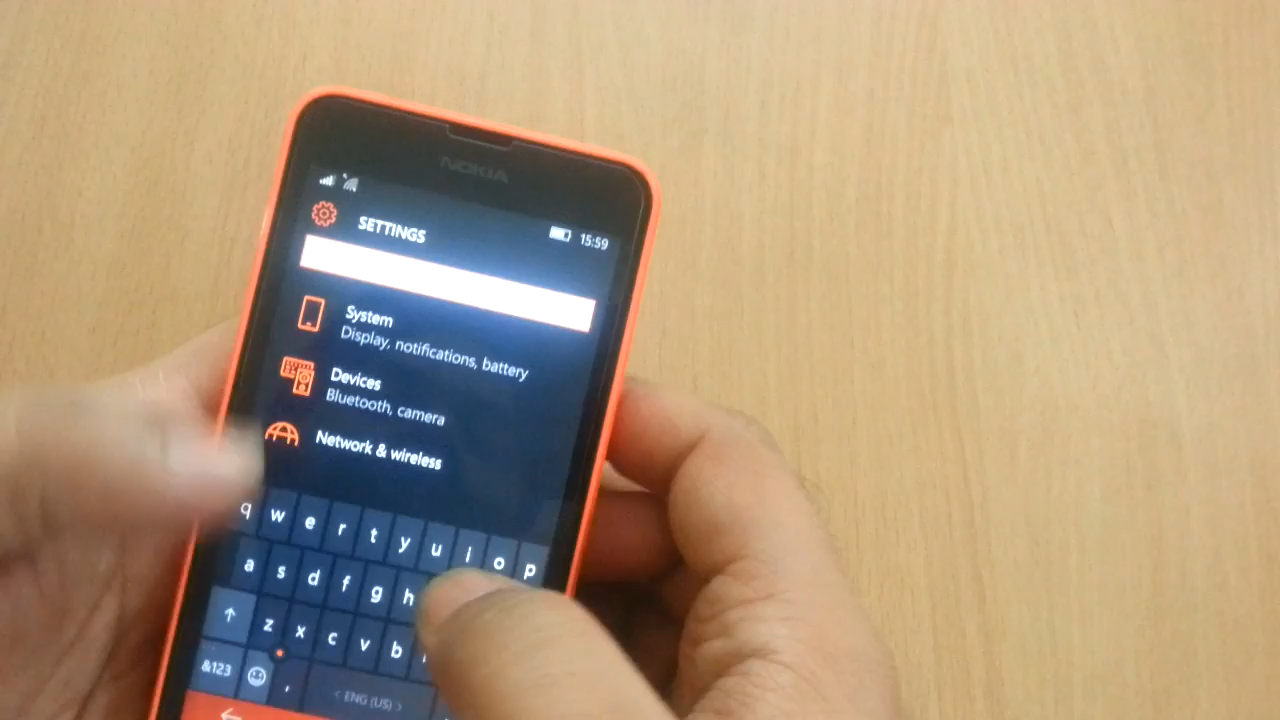 NOKIA
15:59
SETTINGS
System
Display, notifications, battery
Devices
Bluetooth, camera
Network & wireless
q w e r t y u i o p
a s d f g h
z x c v b
&123 , < ENG (US) >